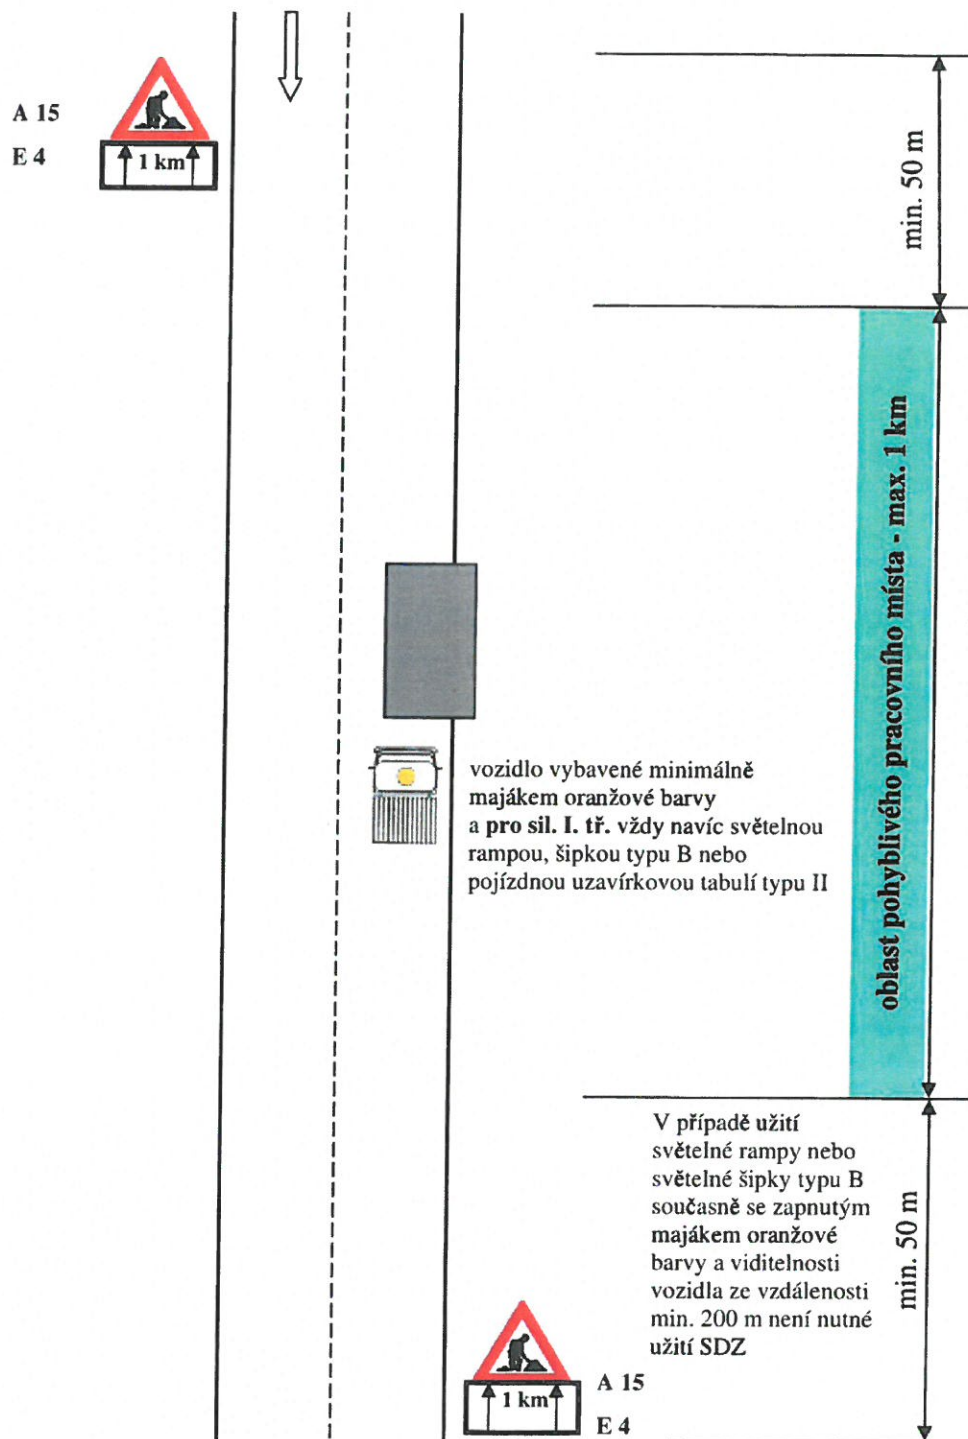 A 15
E 4
1 km
min. 50 m
oblast pohyblivého pracovního místa - max. 1 km
vozidlo vybavené minimálně
majákem oranžové barvy
a pro sil. I. tř. vždy navíc světelnou
rampou, šipkou typu B nebo
pojízdnou uzavírkovou tabulí typu II
V případě užití
světelné rampy nebo
světelné šipky typu B
současně se zapnutým
majákem oranžové
barvy a viditelnosti
vozidla ze vzdálenosti
min. 200 m není nutné
užití SDZ
min. 50 m
1 km
A 15
E 4